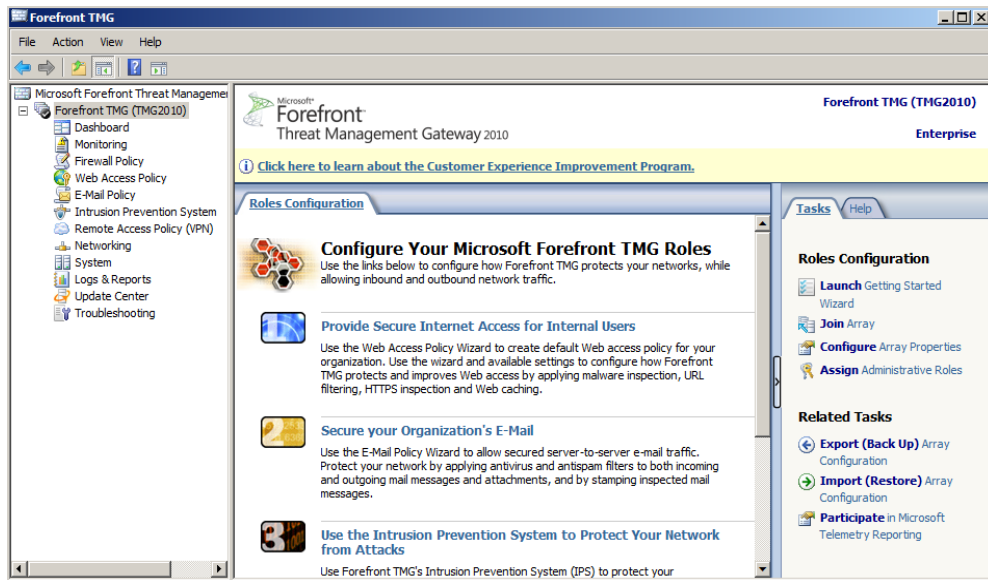 Forefront TMG
File Action View Help
Microsoft Forefront Threat Manageme
Forefront TMG (TMG2010)
Dashboard
Monitoring
Firewall Policy
Web Access Policy
E-Mail Policy
Intrusion Prevention System
Remote Access Policy (VPN)
Networking
System
Logs & Reports
Update Center
Troubleshooting
Microsoft
Forefront
Threat Management Gateway 2010
Forefront TMG (TMG2010)
Enterprise
Click here to learn about the Customer Experience Improvement Program.
Roles Configuration
Configure Your Microsoft Forefront TMG Roles
Use the links below to configure how Forefront TMG protects your networks, while
allowing inbound and outbound network traffic.
Provide Secure Internet Access for Internal Users
Use the Web Access Policy Wizard to create default Web access policy for your
organization. Use the wizard and available settings to configure how Forefront
TMG protects and improves Web access by applying malware inspection, URL
filtering, HTTPS inspection and Web caching.
2
Secure your Organization's E-Mail
Use the E-Mail Policy Wizard to allow secured server-to-server e-mail traffic.
Protect your network by applying antivirus and antispam filters to both incoming
and outgoing mail messages and attachments, and by stamping inspected mail
messages.
3
Use the Intrusion Prevention System to Protect Your Network
from Attacks
Use Forefront TMG's Intrusion Prevention System (IPS) to protect your
Tasks Help
Roles Configuration
Launch Getting Started
Wizard
Join Array
Configure Array Properties
Assign Administrative Roles
Related Tasks
Export (Back Up) Array
Configuration
Import (Restore) Array
Configuration
Participate in Microsoft
Telemetry Reporting